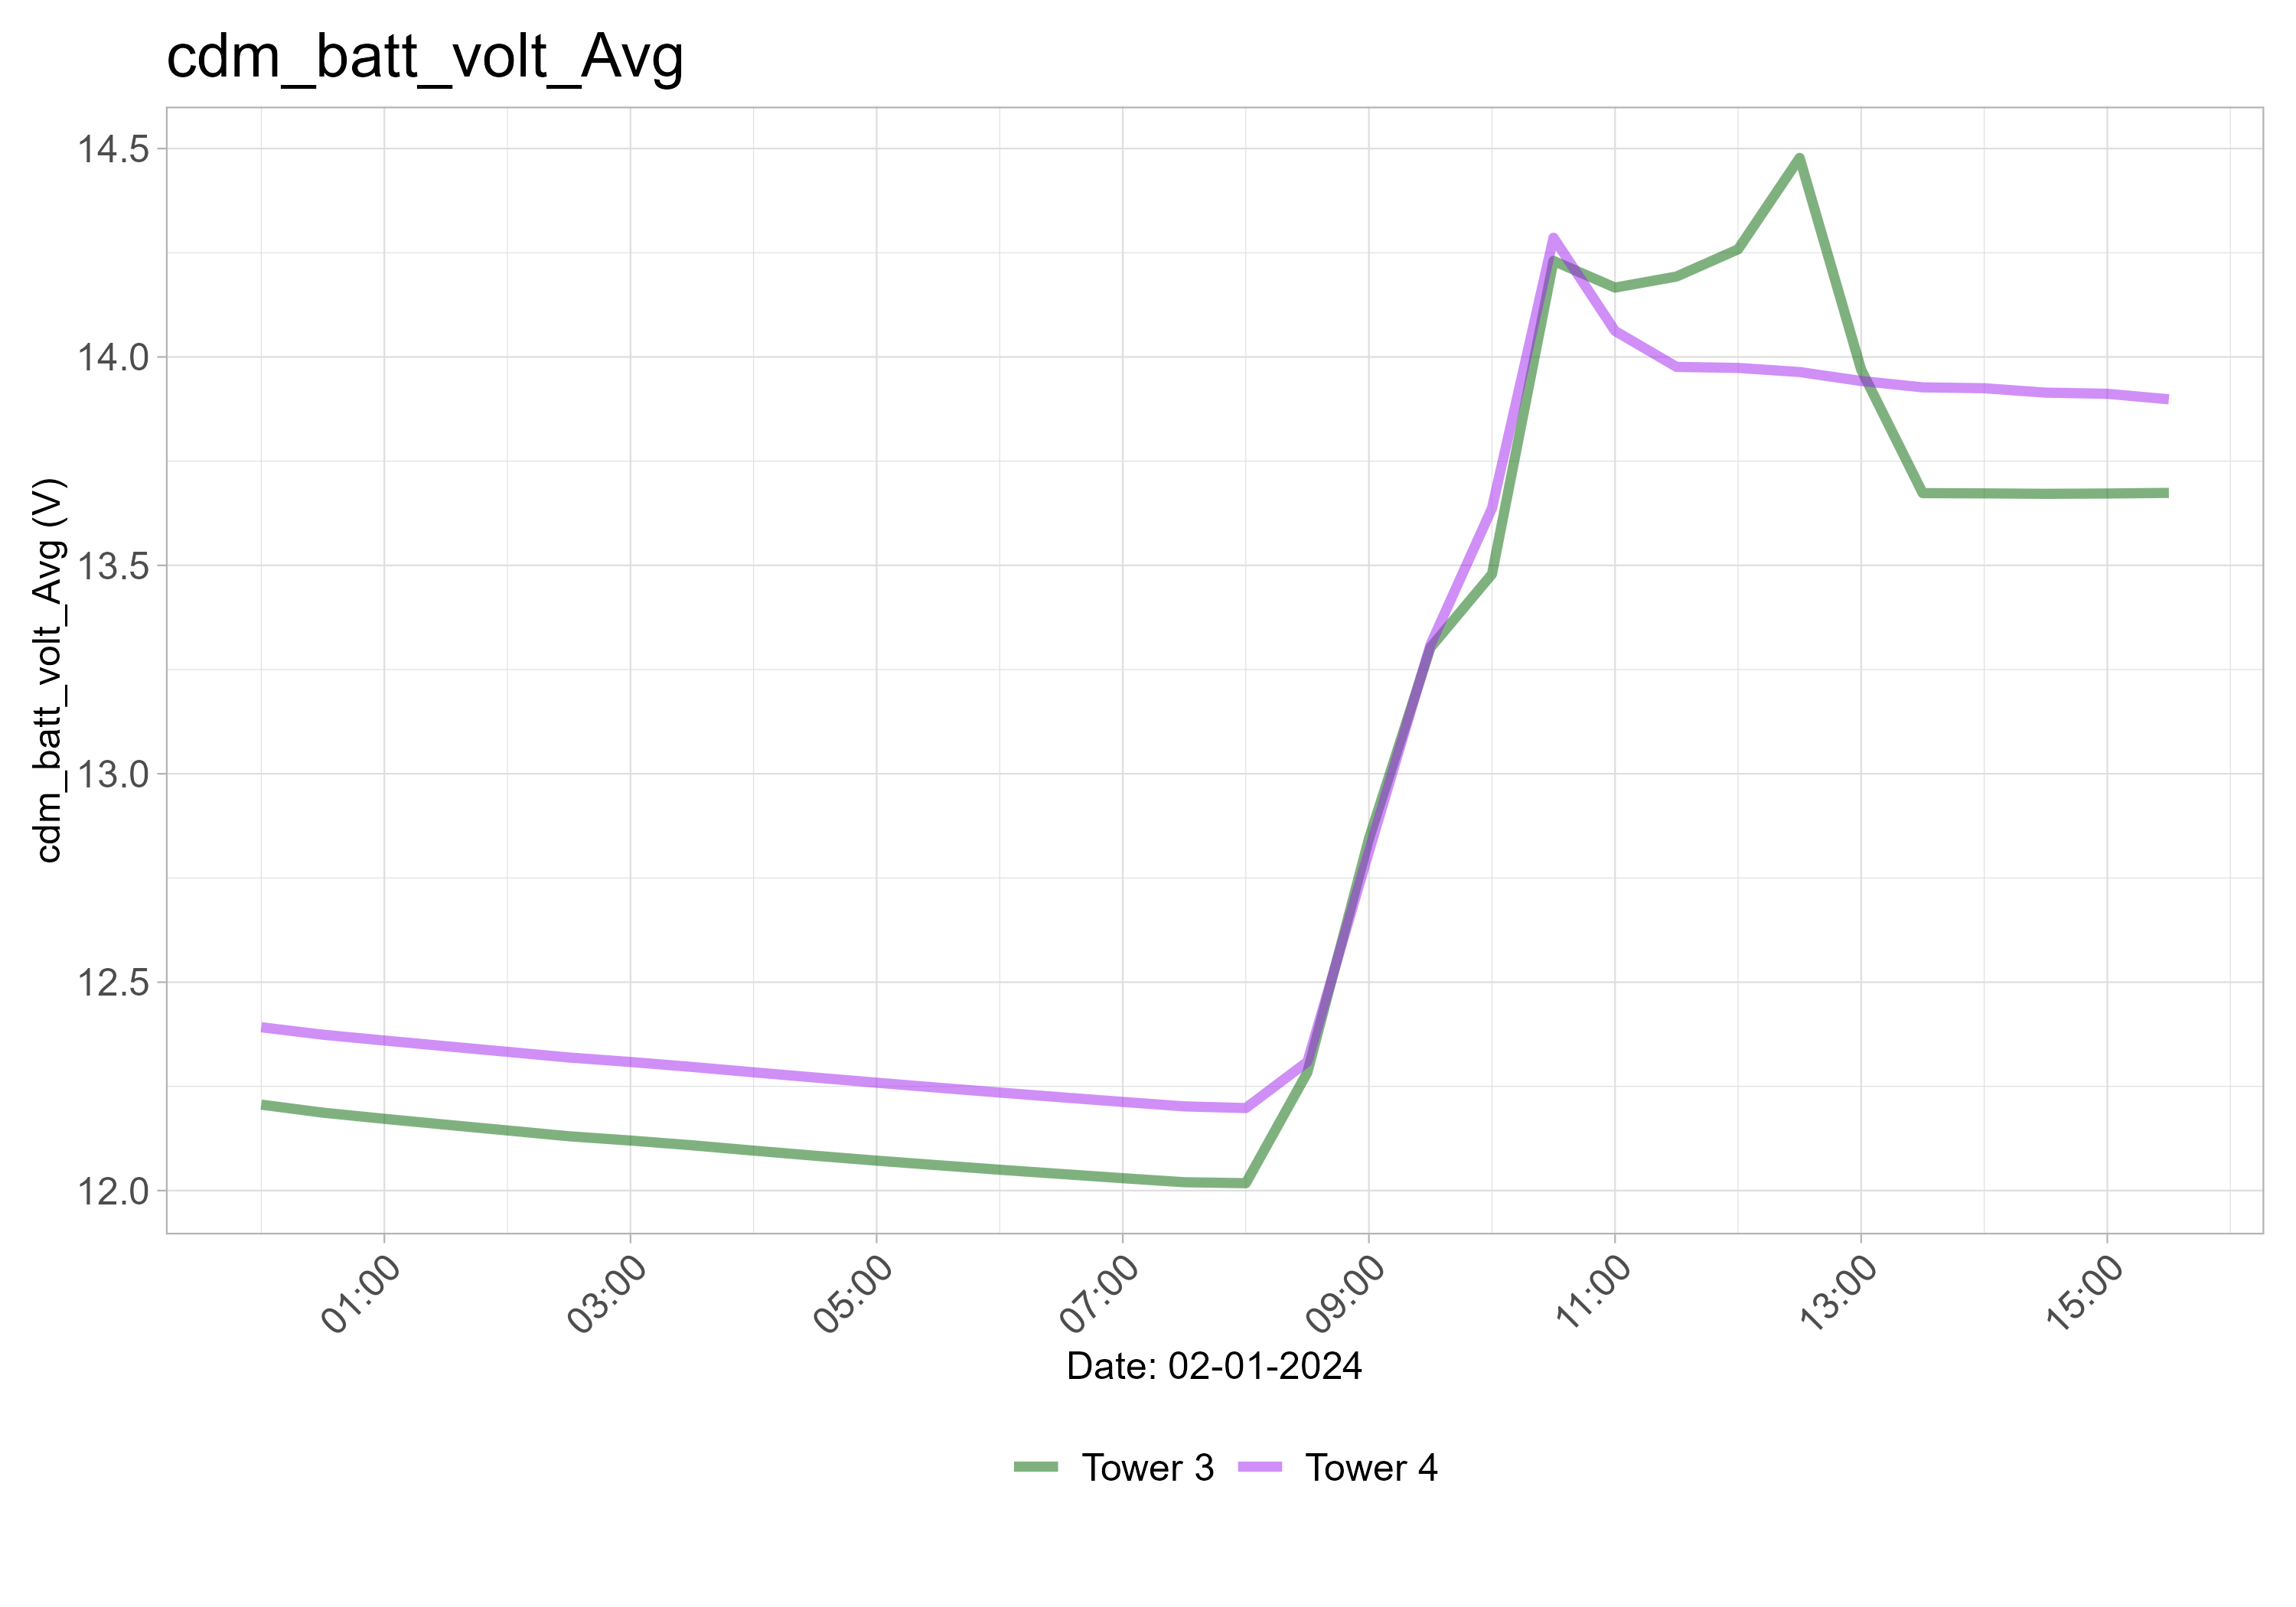 cdm_batt_volt_Avg
cdm_batt_volt_Avg (V)
14.5
14.0
13.5
13.0
12.5
12.0
01:00
03:00
05:00
07:00
09:00
11:00
13:00
15:00
Date: 02-01-2024
Tower 3
Tower 4